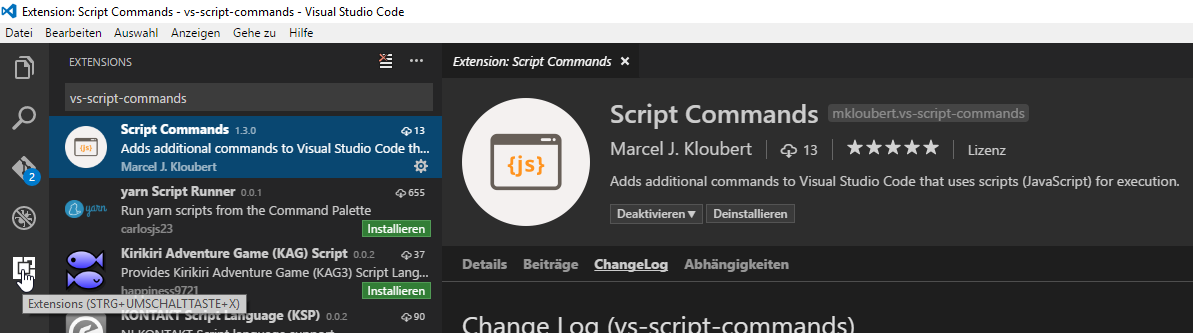 Extension: Script Commands - vs-script-commands - Visual Studio Code
Datei Bearbeiten Auswahl Anzeigen Gehe zu Hilfe
EXTENSIONS
vs-script-commands
Script Commands 1.3.0 13
Adds additional commands to Visual Studio Code th...
Marcel J. Kloubert
yarn Script Runner 0.0.1 655
yarn
Run yarn scripts from the Command Palette
carlosjs23 Installieren
Kirikiri Adventure Game (KAG) Script 0.0.2 37
Provides Kirikiri Adventure Game (KAG3) Script Lang...
happiness9721 Installieren
KONTAKT Script Language (KSP) 0.0.2 90
NI KONTAKT Script language support
2
Extensions (STRG+UMSCHALTTASTE+X)
Extension: Script Commands
{js}
Script Commands mkloubert.vs-script-commands
Marcel J. Kloubert 13 Lizenz
Adds additional commands to Visual Studio Code that uses scripts (JavaScript) for execution.
Deaktivieren Deinstallieren
Details Beiträge ChangeLog Abhängigkeiten
Change Log (vs-script-commands)